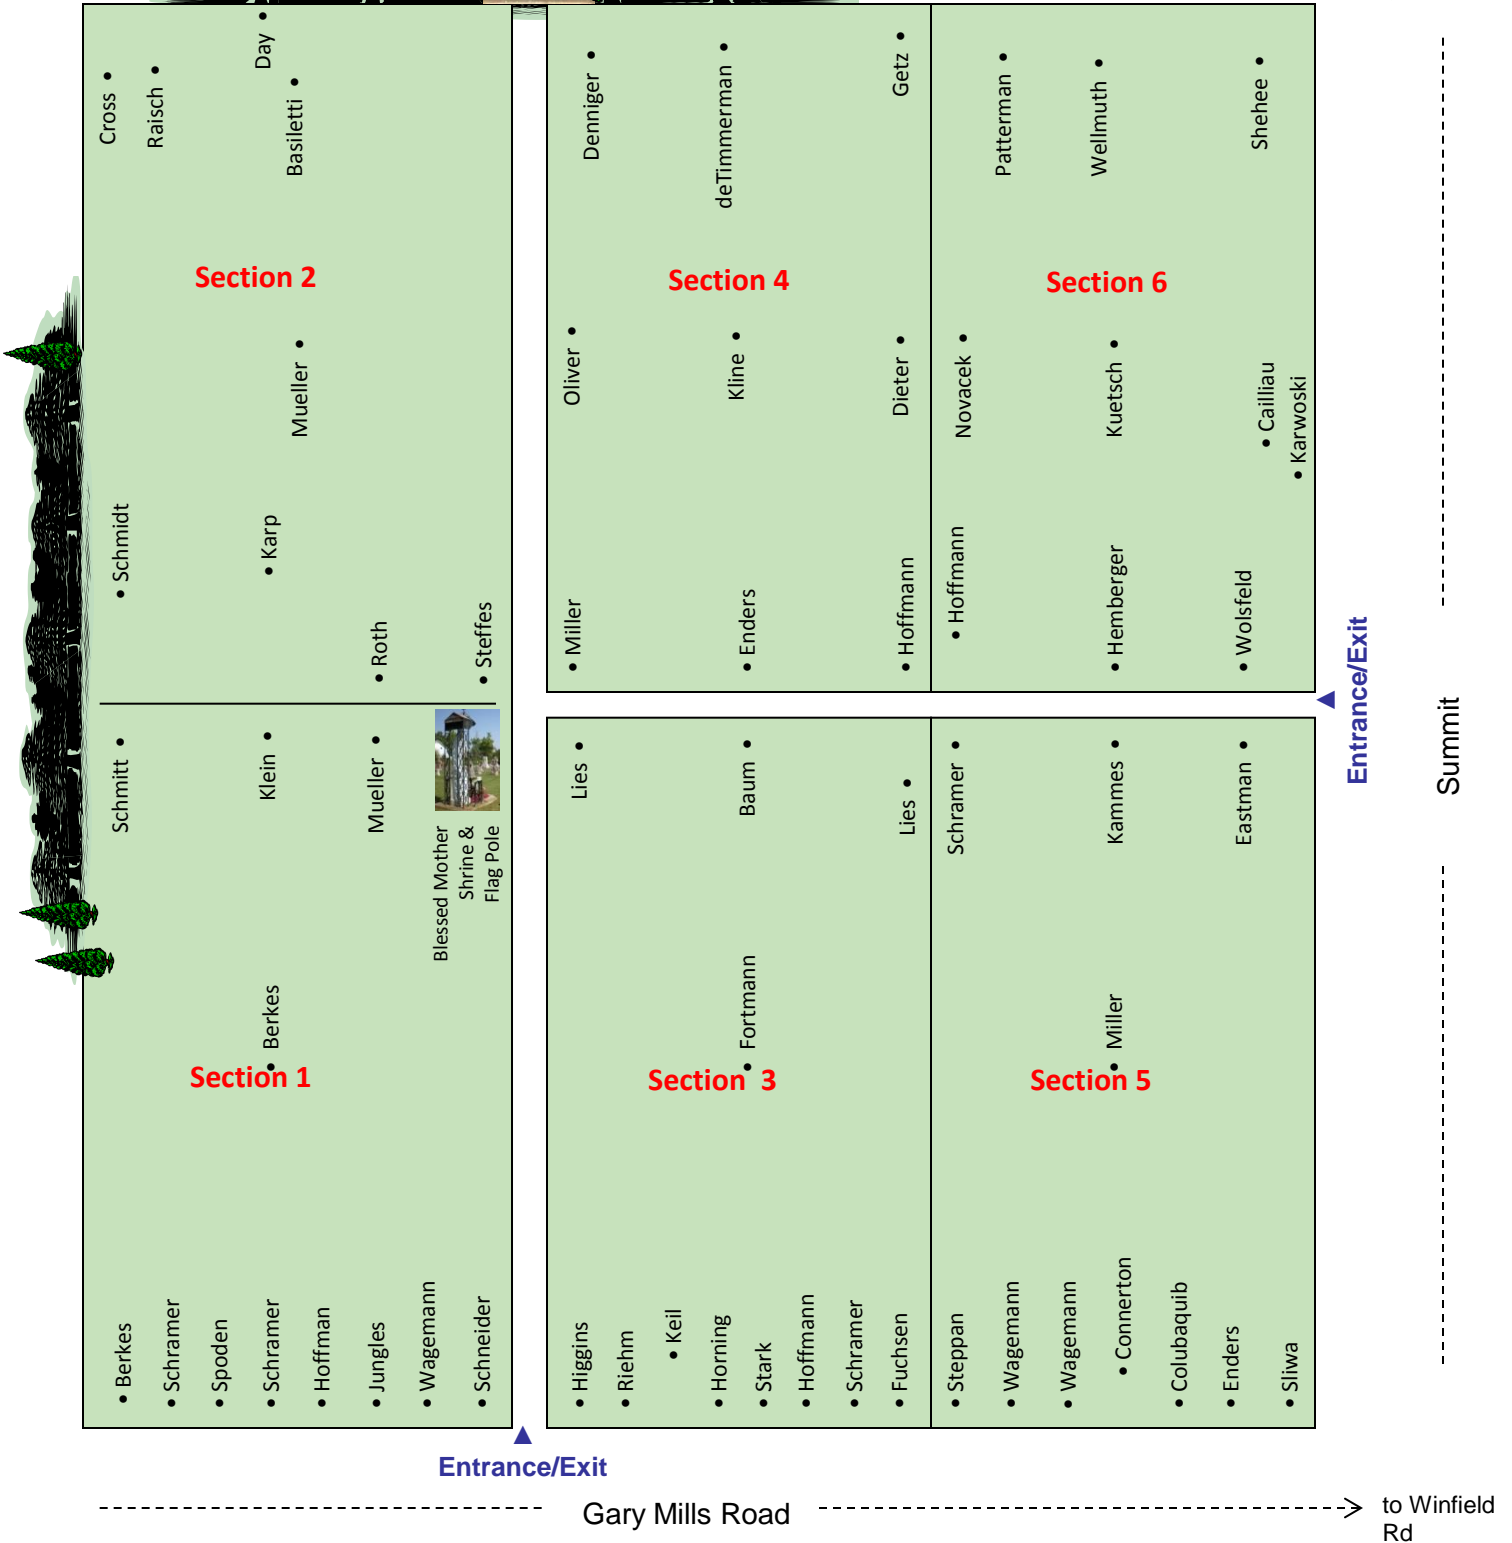 Cross
Raisch
Day
Basiletti
Section 2
Mueller
Schmidt
Karp
Roth
Steffes
Denniger
deTimmerman
Getz
Section 4
Oliver
Kline
Dieter
Miller
Enders
Hoffmann
Patterman
Wellmuth
Shehee
Section 6
Novacek
Kuetsch
Cailliau
Karwoski
Hoffmann
Hemberger
Wolsfeld
Schmitt
Klein
Mueller
Blessed Mother
Shrine &
Flag Pole
Berkes
Section 1
Berkes
Schramer
Spoden
Schramer
Hoffman
Jungles
Wagemann
Schneider
Lies
Baum
Lies
Fortmann
Section 3
Higgins
Riehm
Keil
Horning
Stark
Hoffmann
Schramer
Fuchsen
Schramer
Kammes
Eastman
Miller
Section 5
Steppan
Wagemann
Wagemann
Connerton
Colubaquib
Enders
Sliwa
Entrance/Exit
Summit
Entrance/Exit
Gary Mills Road
to Winfield
Rd